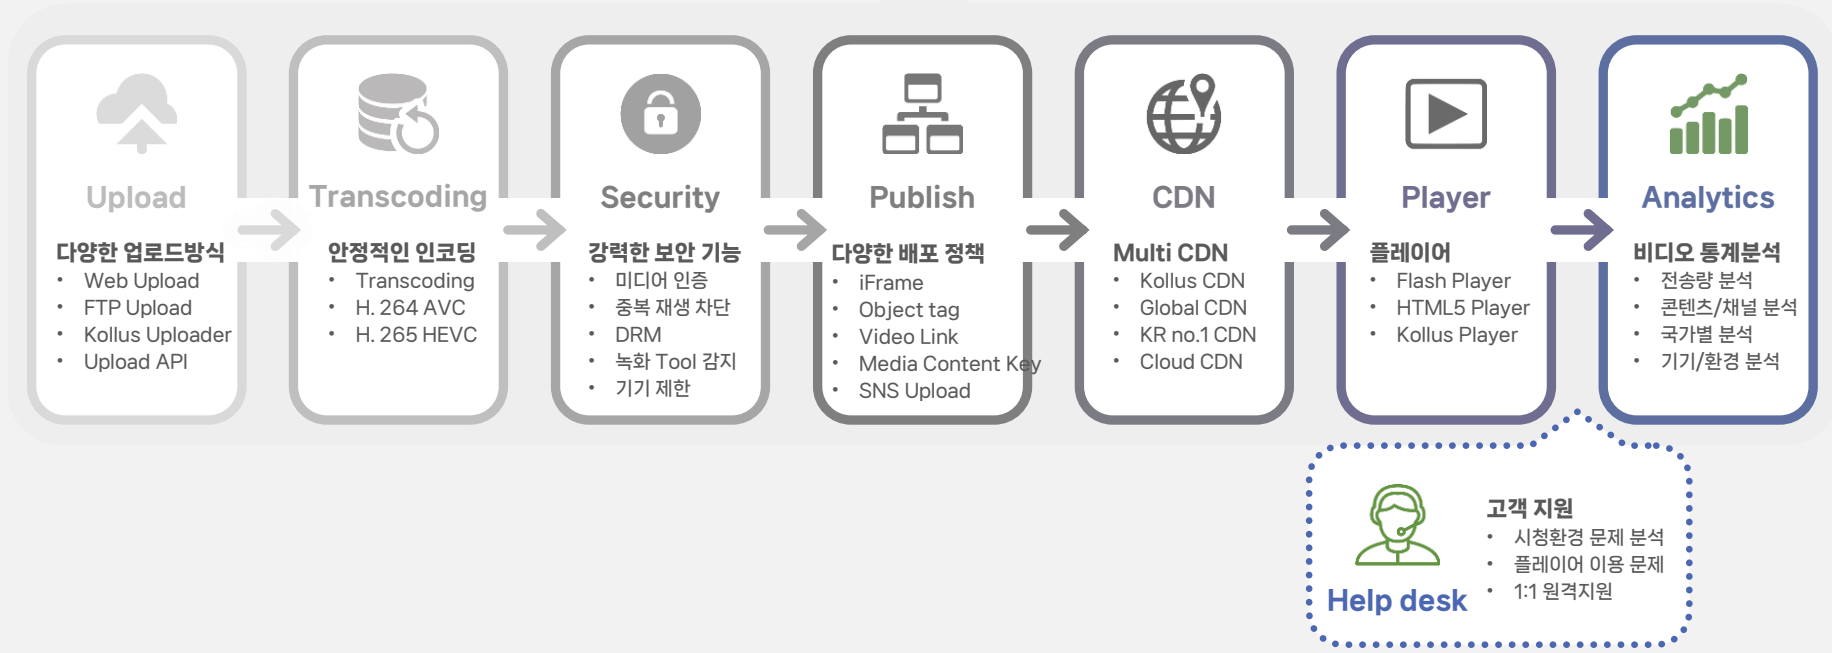 Upload
다양한 업로드방식
• Web Upload
• FTP Upload
• Kollus Uploader
• Upload API
Transcoding
안정적인 인코딩
• Transcoding
• H. 264 AVC
• H. 265 HEVC
Security
강력한 보안 기능
• 미디어 인증
• 중복 재생 차단
• DRM
• 녹화 Tool 감지
• 기기 제한
Publish
다양한 배포 정책
• iFrame
• Object tag
• Video Link
• Media Content Key
• SNS Upload
CDN
Multi CDN
• Kollus CDN
• Global CDN
• KR no.1 CDN
• Cloud CDN
Player
플레이어
• Flash Player
• HTML5 Player
• Kollus Player
Analytics
비디오 통계분석
• 전송량 분석
• 콘텐츠/채널 분석
• 국가별 분석
• 기기/환경 분석
Help desk
고객 지원
• 시청환경 문제 분석
• 플레이어 이용 문제
• 1:1 원격지원